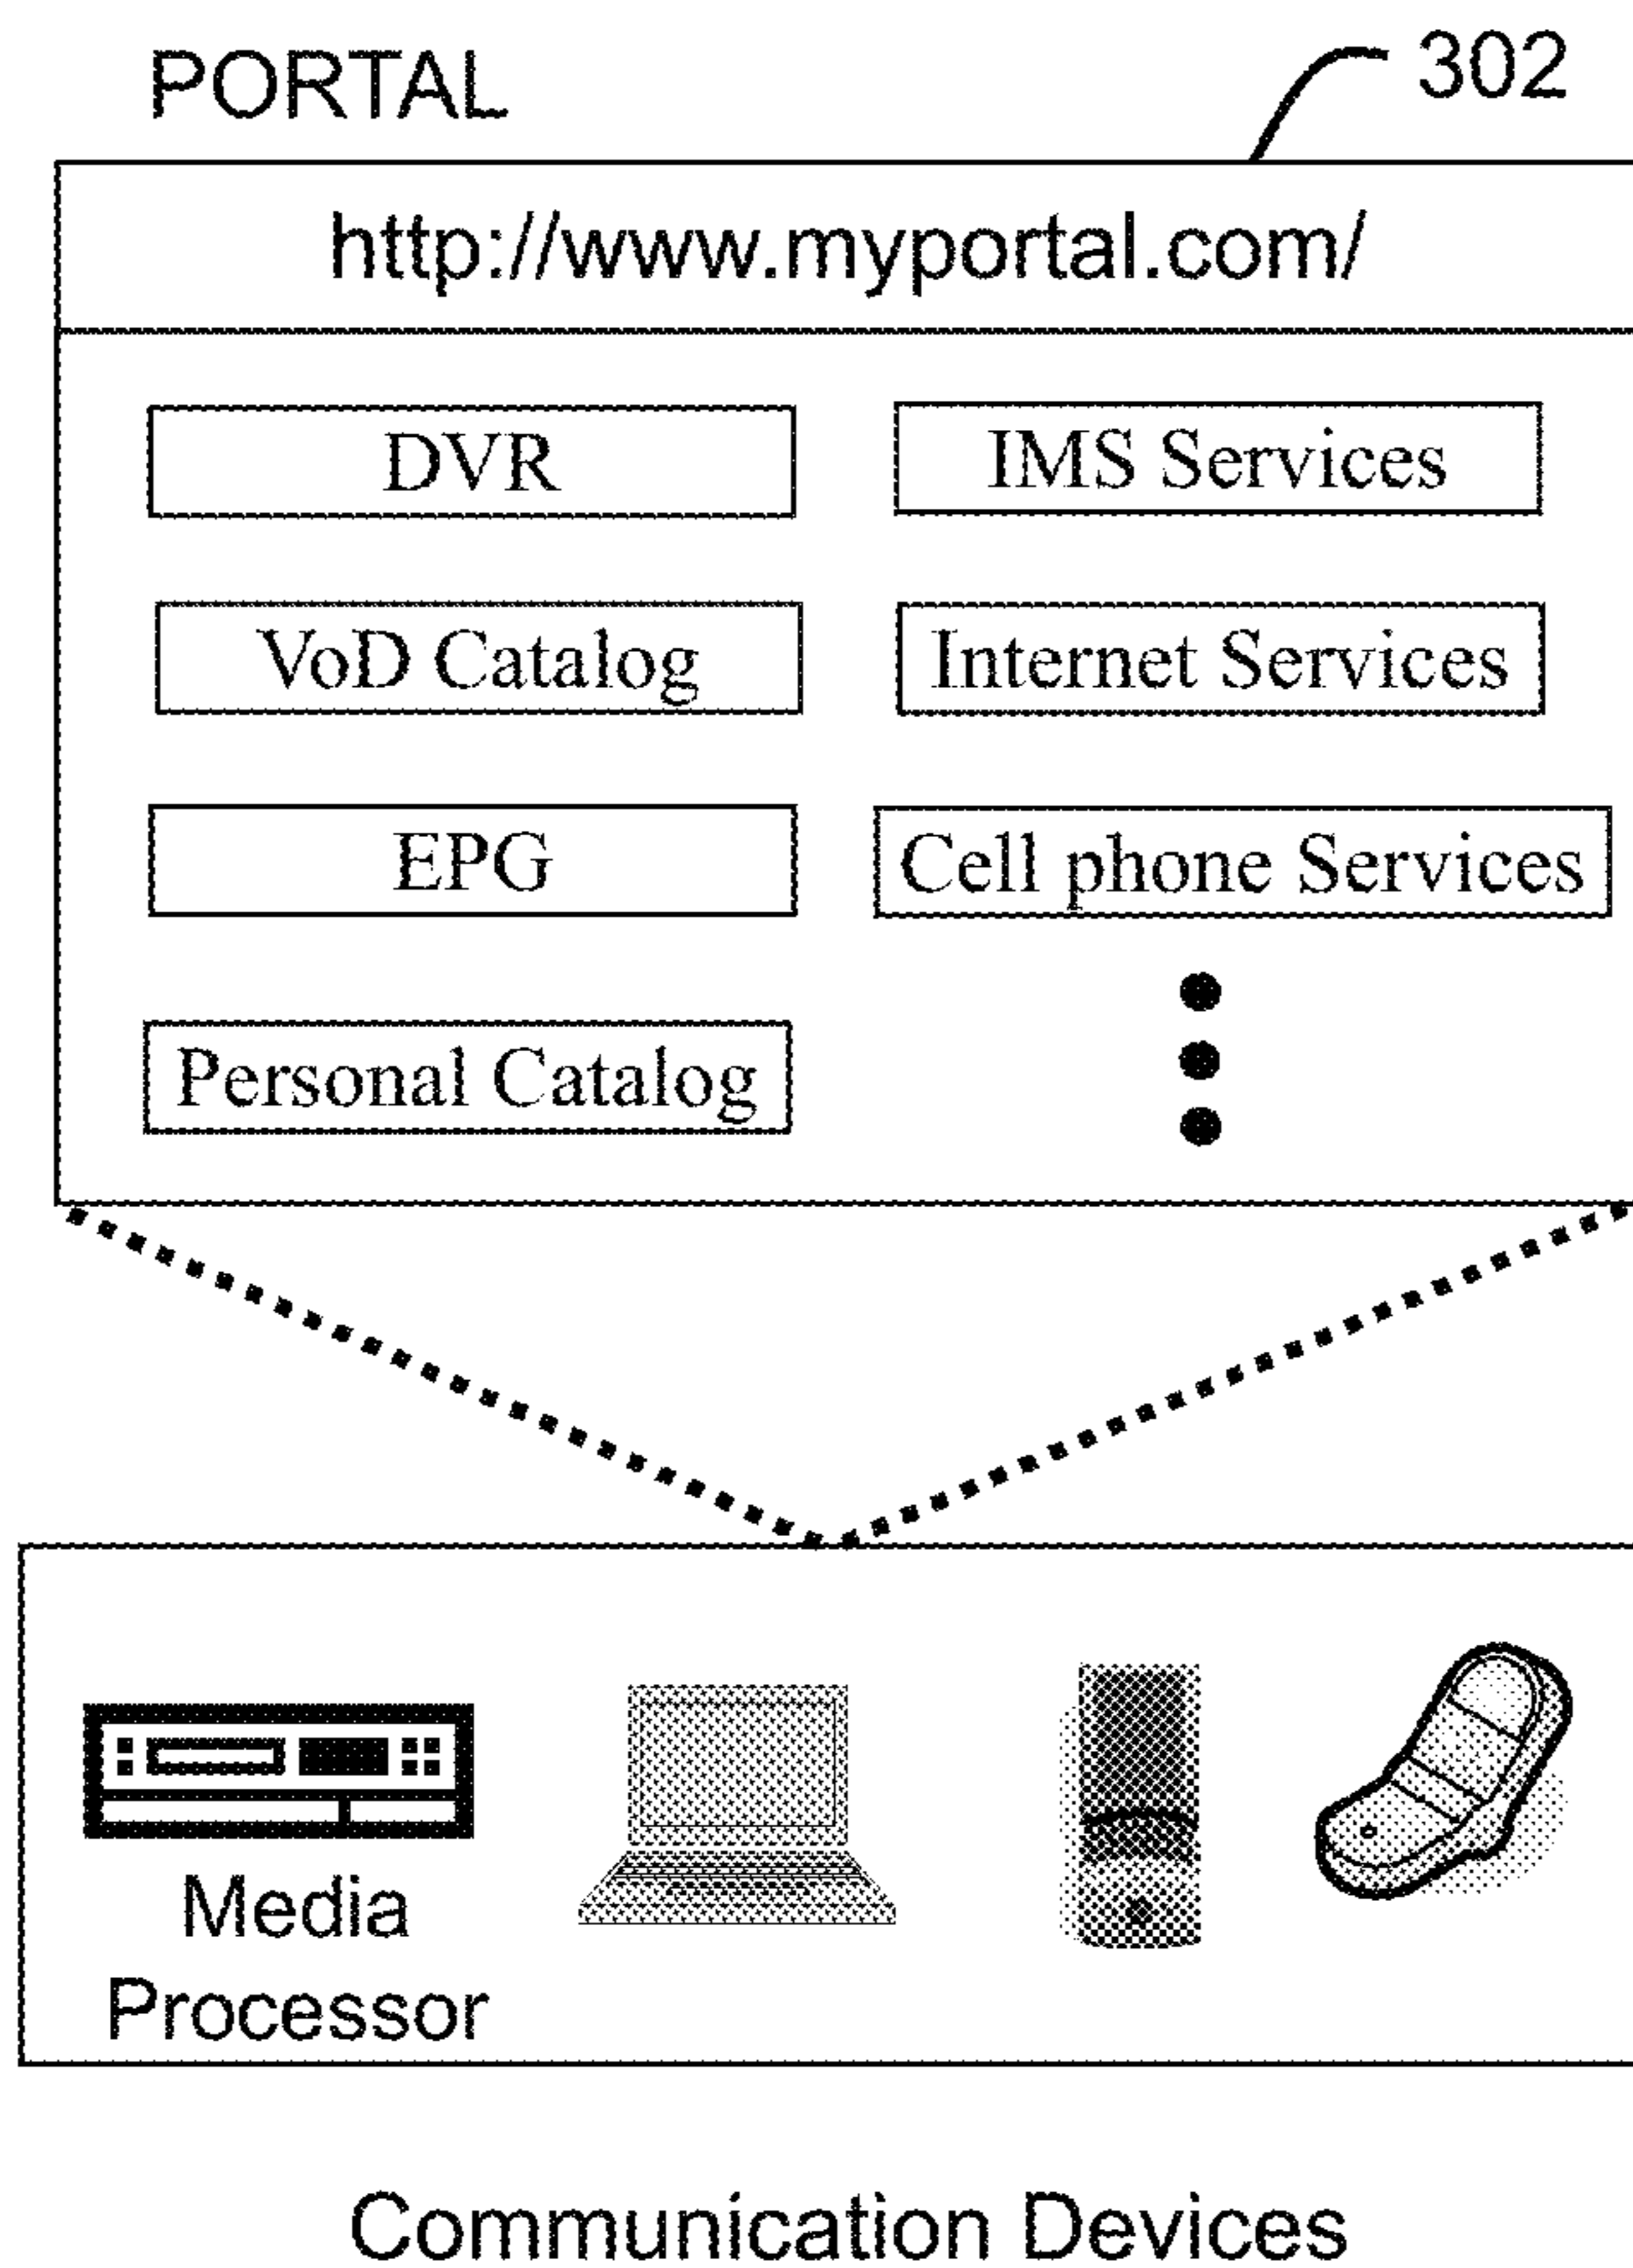 PORTAL
302
http://www.myportal.com/
DVR
IMS Services
VoD Catalog
Internet Services
EPG
Cell phone Services
Personal Catalog
Media
Processor
Communication Devices